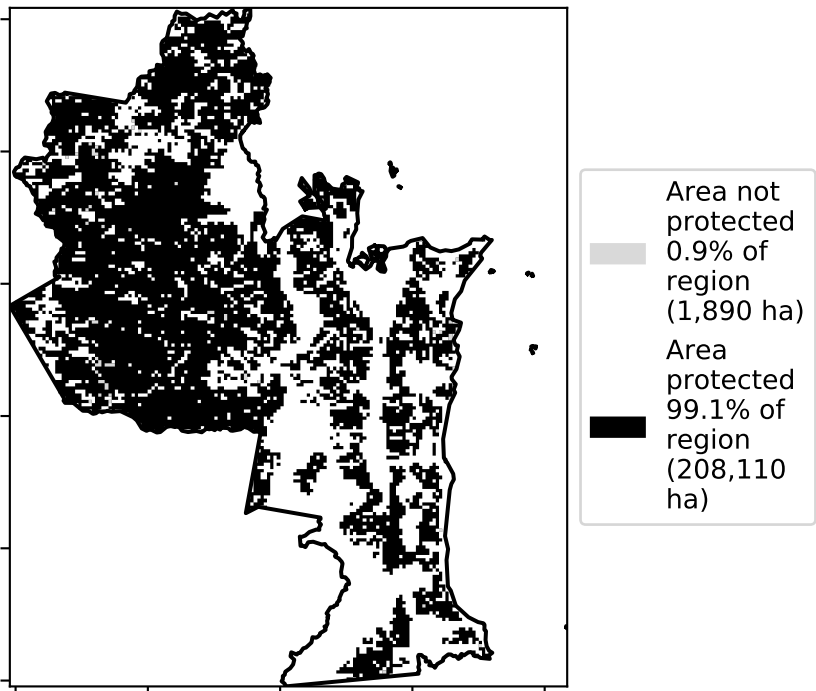 Area not
protected
0.9% of
region
(1,890 ha)
Area
protected
99.1% of
region
(208,110
ha)